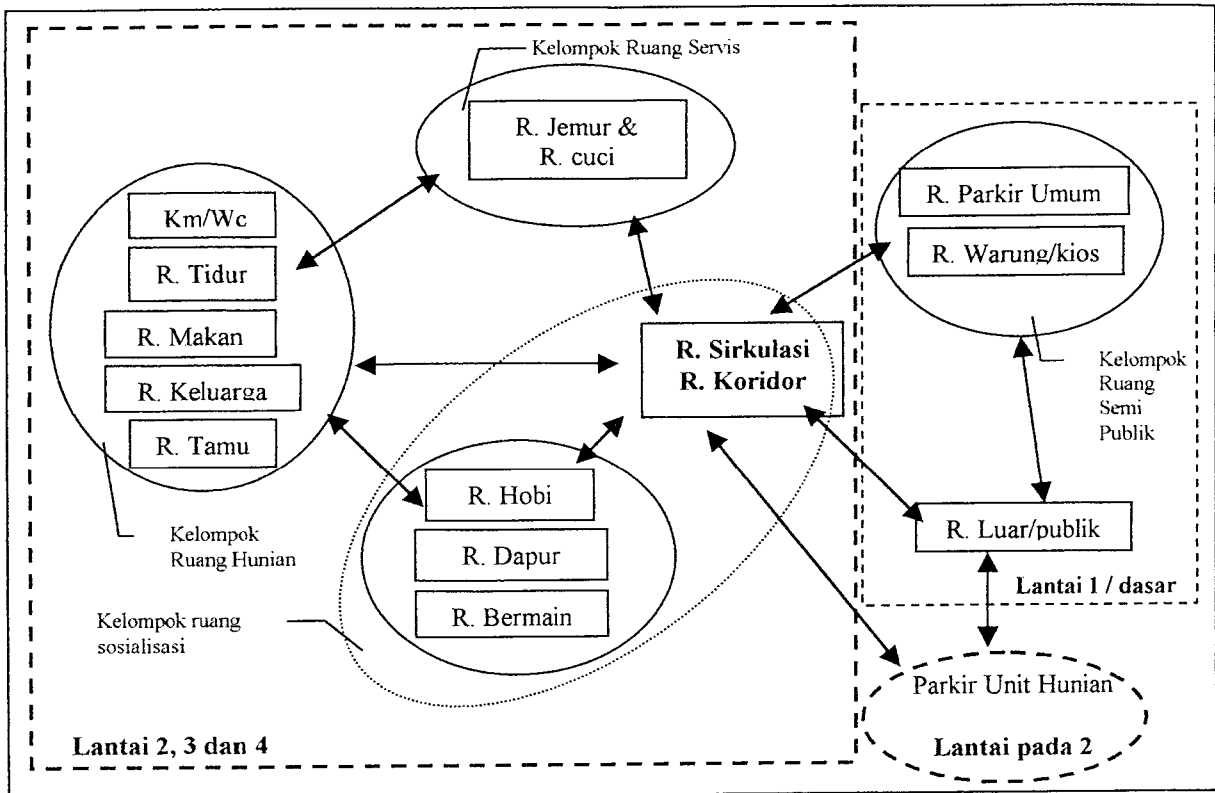 Kelompok Ruang Servis
R. Jemur &
R. cuci
Km/Wc
R. Tidur
R. Makan
R. Keluarga
R. Tamu
Kelompok
Ruang Hunian
R. Sirkulasi
R. Koridor
R. Hobi
R. Dapur
R. Bermain
Kelompok ruang
sosialisasi
Lantai 2, 3 dan 4
R. Parkir Umum
R. Warung/kios
Kelompok
Ruang
Semi
Publik
R. Luar/publik
Lantai 1 / dasar
Parkir Unit Hunian
Lantai pada 2